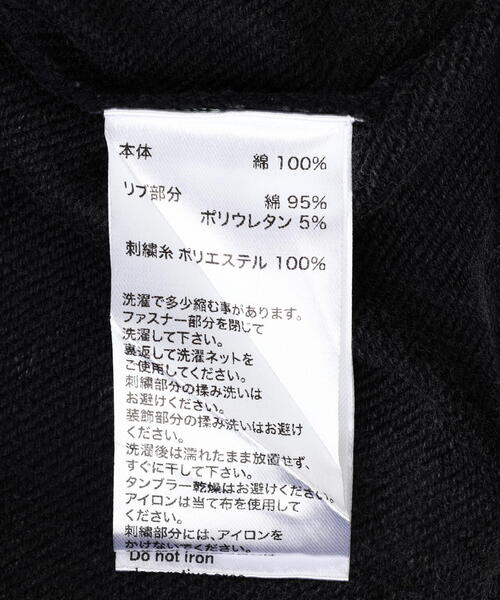 本体 綿 100%
リブ部分 綿 95%
ポリウレタン 5%
刺繍糸 ポリエステル 100%
洗濯で多少縮む事があります。
ファスナー部分を閉じて
洗濯して下さい。
裏返して洗濯ネットを
ご使用してください。
刺繍部分の揉み洗いは
お避けください。
装飾部分の揉み洗いはお避け
ください。
洗濯後は濡れたまま放置せず、
すぐに干して下さい。
タンブラー乾燥はお避けください。
アイロンは当て布を使用して
ください。
刺繍部分には、アイロンを
かけないでください。
Do not iron